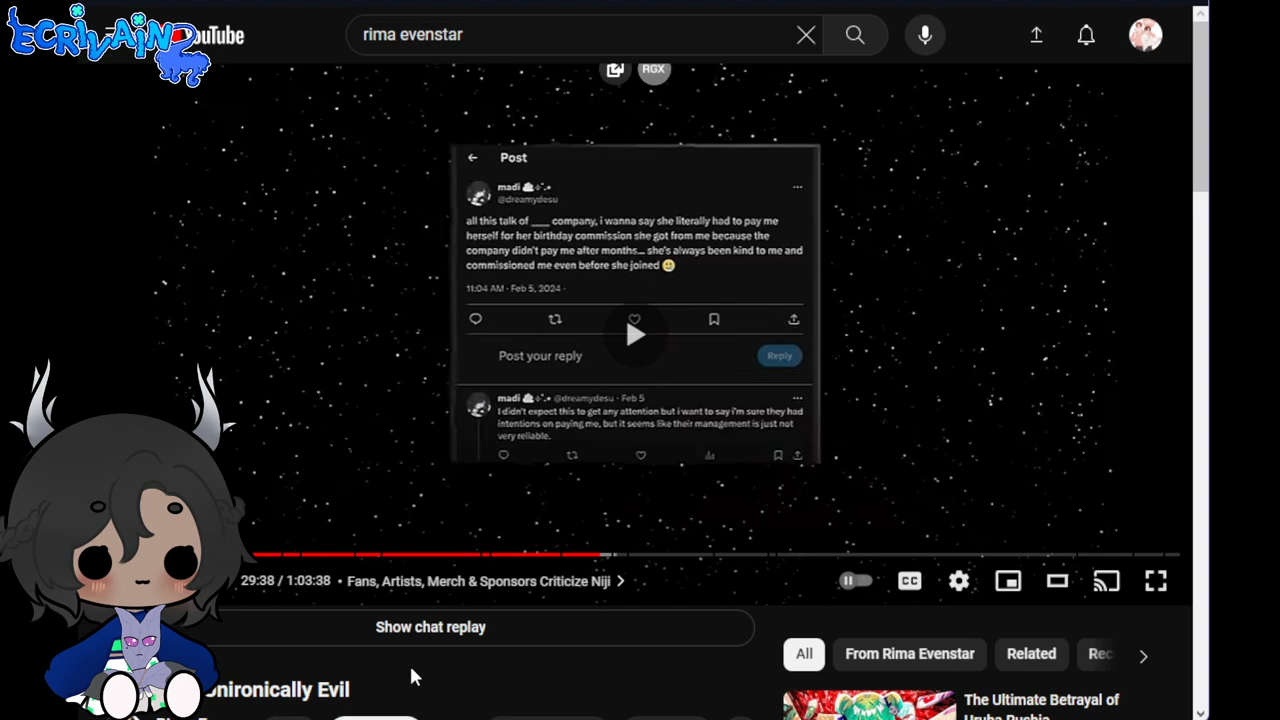 ECRIVAIN
YouTube
rima evenstar
RGX
Post
madi
@dreamydesu
all this talk of ___ company, i wanna say she literally had to pay me
herself for her birthday commission she got from me because the
company didn't pay me after months... she's always been kind to me and
commissioned me even before she joined
11:04 AM · Feb 5, 2024 ·
Post your reply
Reply
madi @dreamydesu · Feb 5
I didn't expect this to get any attention but i want to say i'm sure they had
intentions on paying me, but it seems like their management is just not
very reliable.
29:38 / 1:03:38 • Fans, Artists, Merch & Sponsors Criticize Niji
CC
Show chat replay
All
From Rima Evenstar
Related
Rec
Unironically Evil
The Ultimate Betrayal of